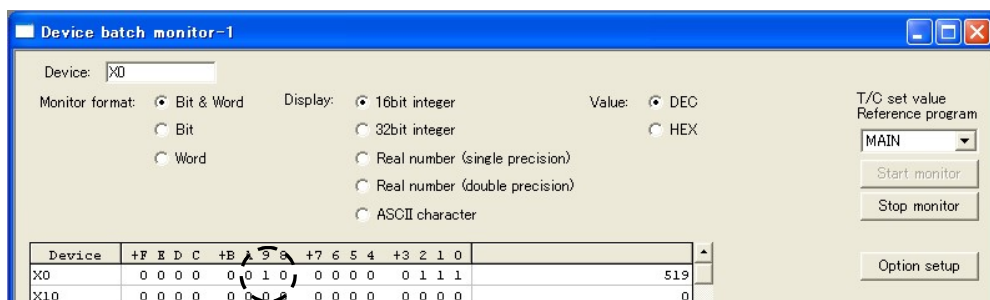 Device batch monitor-1
Device: X0
Monitor format: Bit & Word Display: 16bit integer Value: DEC T/C set value
Bit 32bit integer HEX Reference program
Word Real number (single precision) MAIN
Real number (double precision) Start monitor
ASCII character Stop monitor
Device +F E D C +B A 9 8 +7 6 5 4 +3 2 1 0
X0 0 0 0 0 0 0 1 0 0 0 0 0 0 1 1 1 519
Option setup
X10 0 0 0 0 0 0 0 0 0 0 0 0 0 0 0 0 0